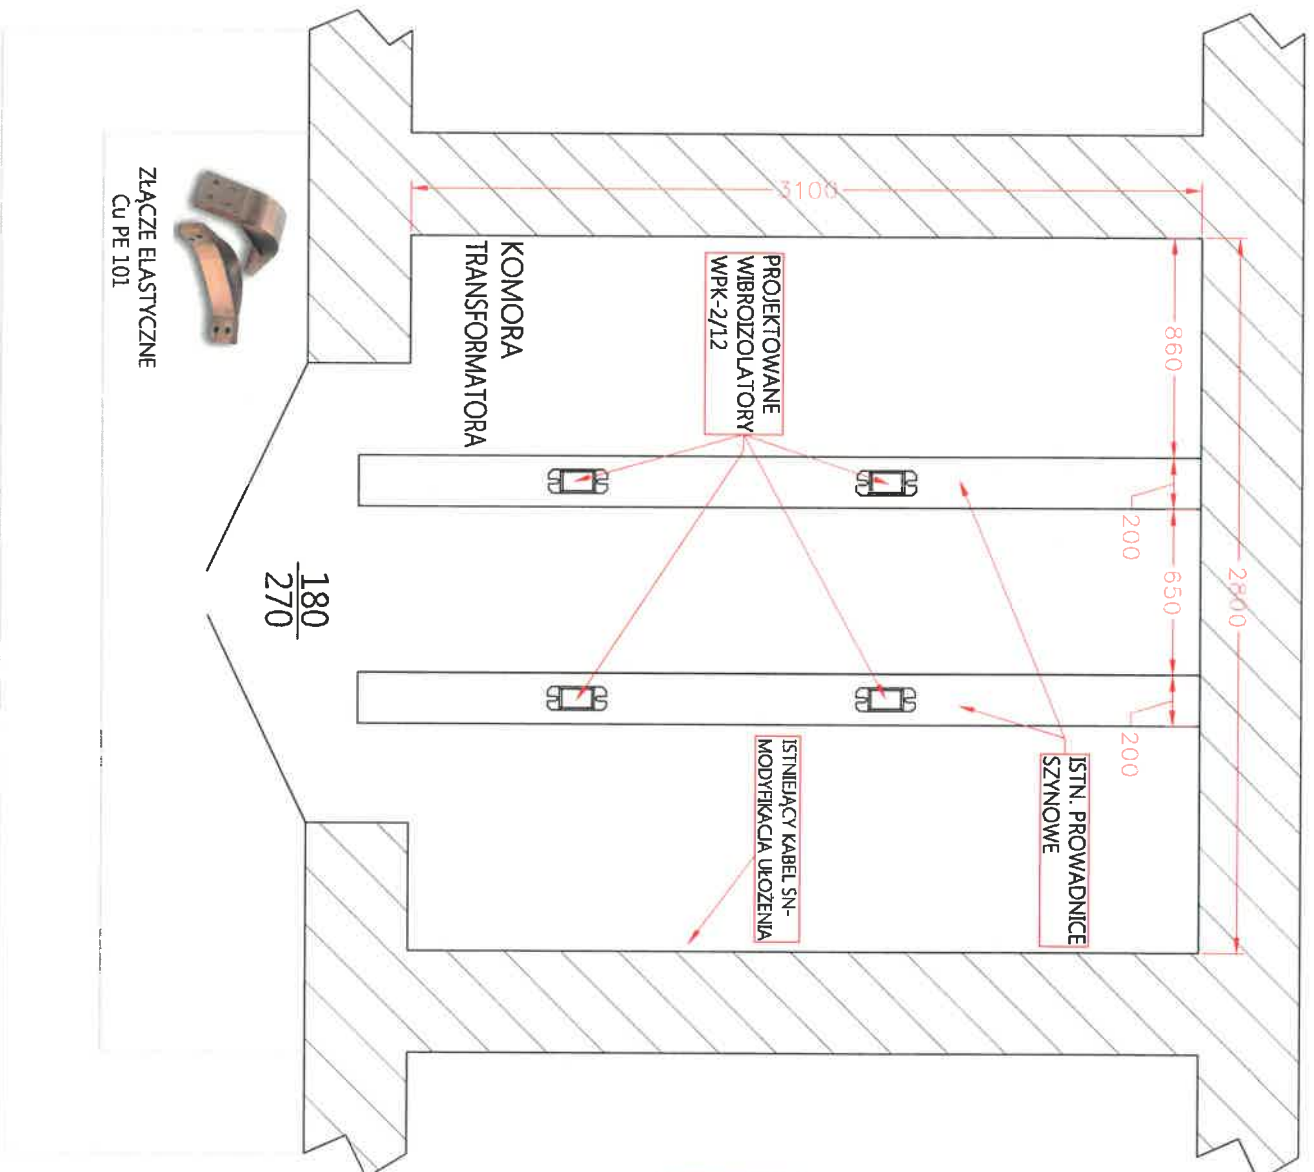 2800
860
200
650
200
3100
ISTN. PROWADNICE
SZYNOWE
PROJEKTOWANE
WIBROIZOLATORY
WPK-2/12
ISTNIEJĄCY KABEL SN-
MODYFIKACJA UŁOŻENIA
KOMORA
TRANSFORMATORA
180
270
ZŁĄCZE ELASTYCZNE
Cu PE 101